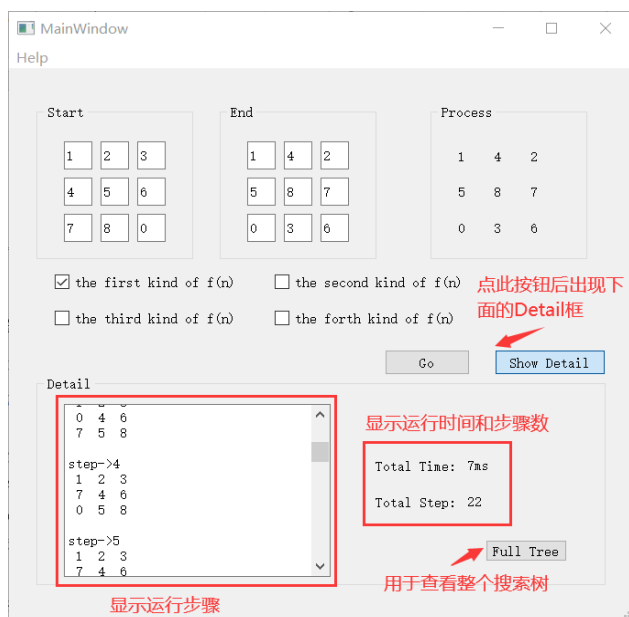 MainWindow
Help
Start
End
Process
1 2 3
1 4 2
1 4 2
4 5 6
5 8 7
5 8 7
7 8 0
0 3 6
0 3 6
the first kind of f(n)
the second kind of f(n)
the third kind of f(n)
the forth kind of f(n)
点此按钮后出现下
面的Detail框
Go
Show Detail
Detail
0 4 6
7 5 8
step->4
1 2 3
7 4 6
0 5 8
step->5
1 2 3
7 4 6
显示运行时间和步骤数
Total Time: 7ms
Total Step: 22
Full Tree
用于查看整个搜索树
显示运行步骤